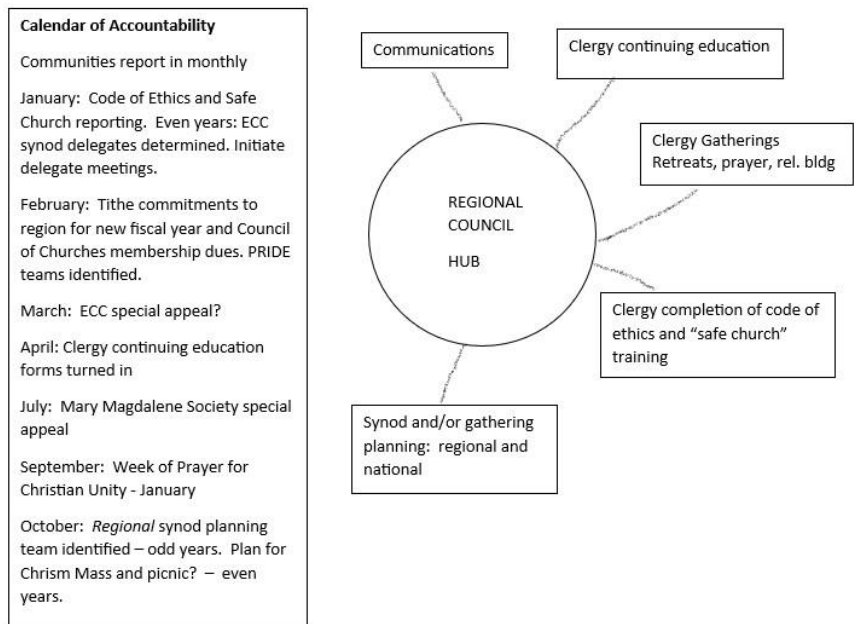 Calendar of Accountability
Communities report in monthly
January:  Code of Ethics and Safe
Church reporting.  Even years: ECC
synod delegates determined. Initiate
delegate meetings.
February:  Tithe commitments to
region for new fiscal year and Council
of Churches membership dues. PRIDE
teams identified.
March:  ECC special appeal?
April: Clergy continuing education
forms turned in
July:  Mary Magdalene Society special
appeal
September:  Week of Prayer for
Christian Unity - January
October:  Regional synod planning
team identified – odd years.  Plan for
Chrism Mass and picnic?  –  even
years.
Communications
Clergy continuing education
Clergy Gatherings
Retreats, prayer, rel. bldg
REGIONAL
COUNCIL
HUB
Clergy completion of code of
ethics and “safe church”
training
Synod and/or gathering
planning:  regional and
national